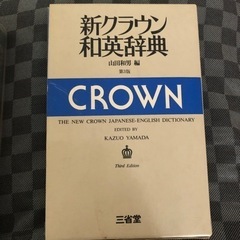 新クラウン
和英辞典
山田和男 編
第3版
CROWN
THE NEW CROWN JAPANESE-ENGLISH DICTIONARY
EDITED BY
KAZUO YAMADA
Third Edition
三省堂